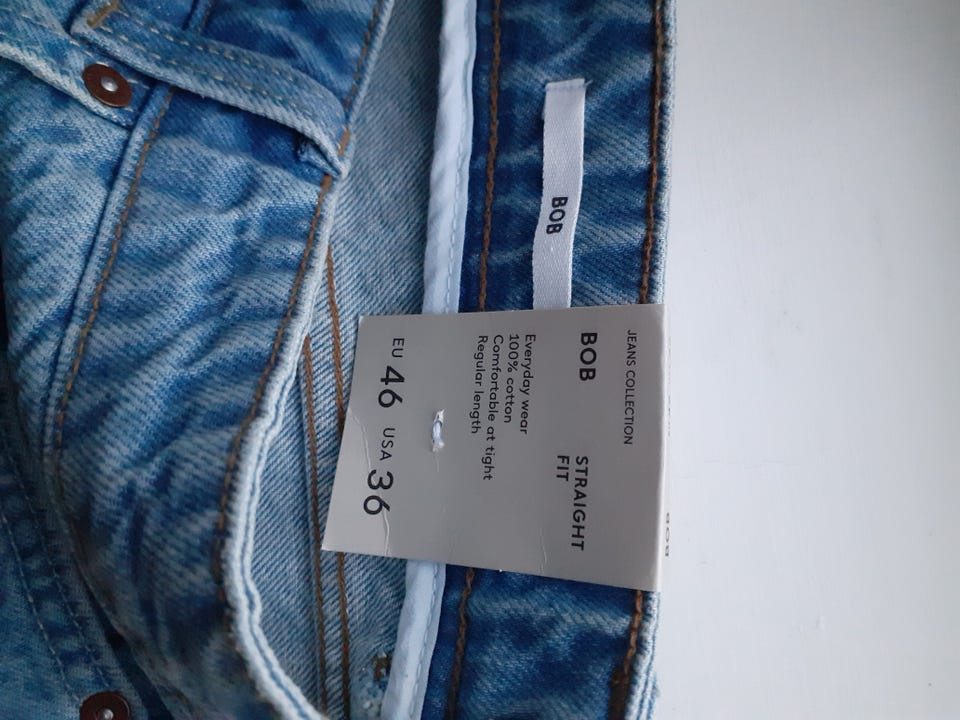 BOB
JEANS COLLECTION
BOB STRAIGHT
FIT
Everyday wear
100% cotton
Comfortable at tight
Regular length
EU 46 USA 36
BOB